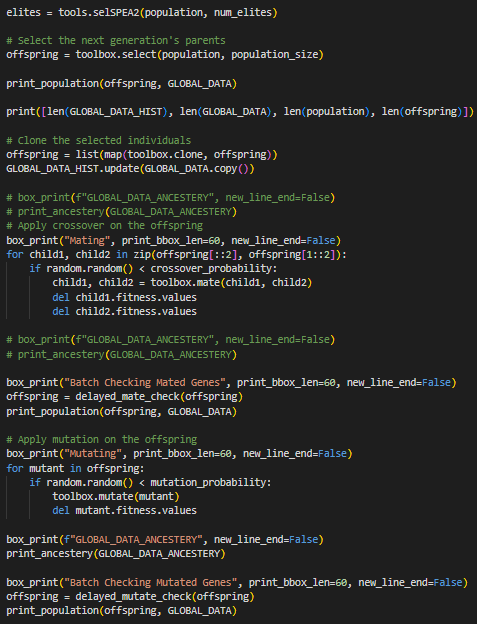 elites = tools.selSPEA2(population, num_elites)
# Select the next generation's parents
offspring = toolbox.select(population, population_size)
print_population(offspring, GLOBAL_DATA)
print([len(GLOBAL_DATA_HIST), len(GLOBAL_DATA), len(population), len(offspring)])
# Clone the selected individuals
offspring = list(map(toolbox.clone, offspring))
GLOBAL_DATA_HIST.update(GLOBAL_DATA.copy())
# box_print(f"GLOBAL_DATA_ANCESTERY", new_line_end=False)
# print_ancestery(GLOBAL_DATA_ANCESTERY)
# Apply crossover on the offspring
box_print("Mating", print_bbox_len=60, new_line_end=False)
for child1, child2 in zip(offspring[::2], offspring[1::2]):
    if random.random() < crossover_probability:
        child1, child2 = toolbox.mate(child1, child2)
        del child1.fitness.values
        del child2.fitness.values
# box_print(f"GLOBAL_DATA_ANCESTERY", new_line_end=False)
# print_ancestery(GLOBAL_DATA_ANCESTERY)
box_print("Batch Checking Mated Genes", print_bbox_len=60, new_line_end=False)
offspring = delayed_mate_check(offspring)
print_population(offspring, GLOBAL_DATA)
# Apply mutation on the offspring
box_print("Mutating", print_bbox_len=60, new_line_end=False)
for mutant in offspring:
    if random.random() < mutation_probability:
        toolbox.mutate(mutant)
        del mutant.fitness.values
box_print(f"GLOBAL_DATA_ANCESTERY", new_line_end=False)
print_ancestery(GLOBAL_DATA_ANCESTERY)
box_print("Batch Checking Mutated Genes", print_bbox_len=60, new_line_end=False)
offspring = delayed_mutate_check(offspring)
print_population(offspring, GLOBAL_DATA)